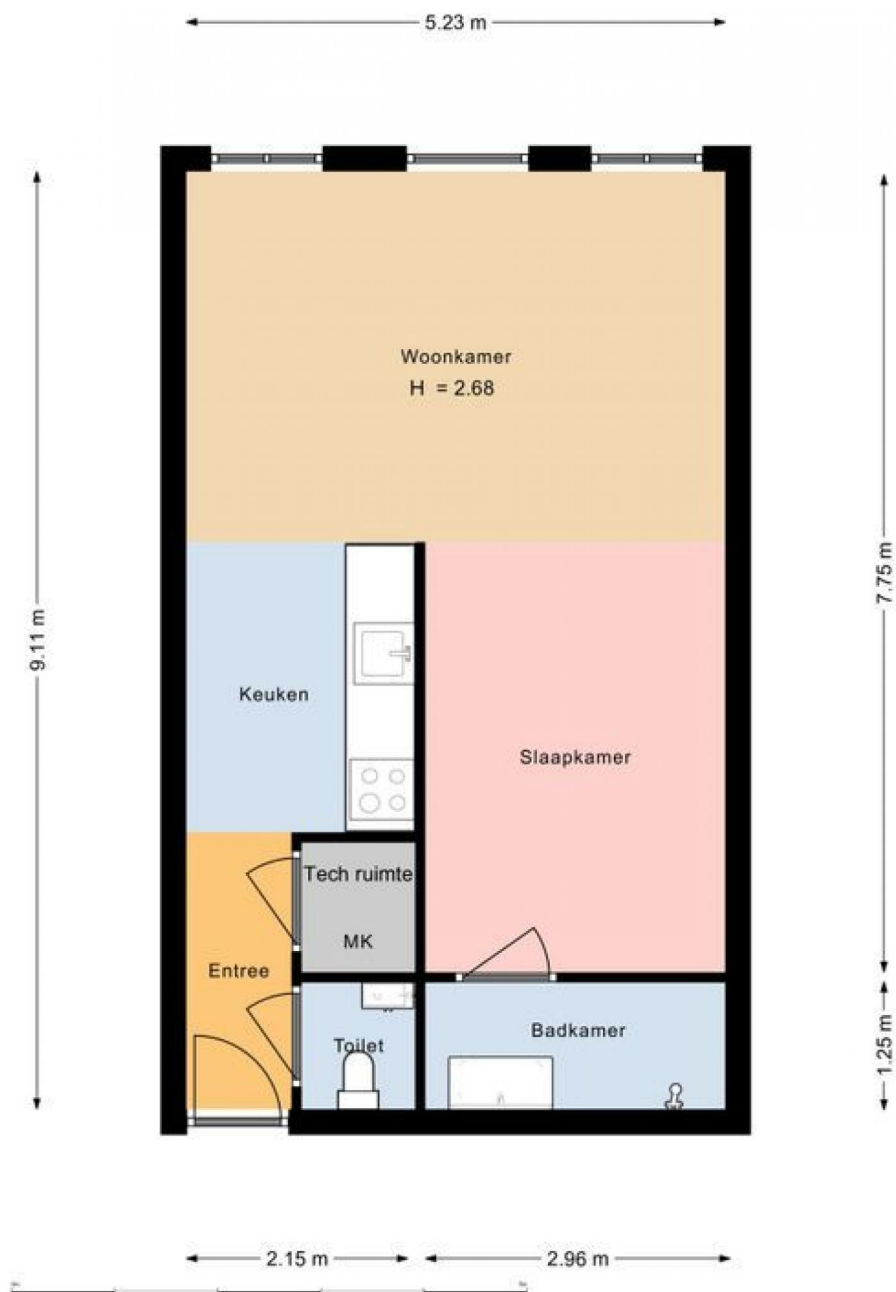 5.23 m
Woonkamer
H = 2.68
9.11 m
7.75 m
Keuken
Slaapkamer
Tech ruimte
MK
Entree
Toilet
Badkamer
1.25 m
2.15 m
2.96 m